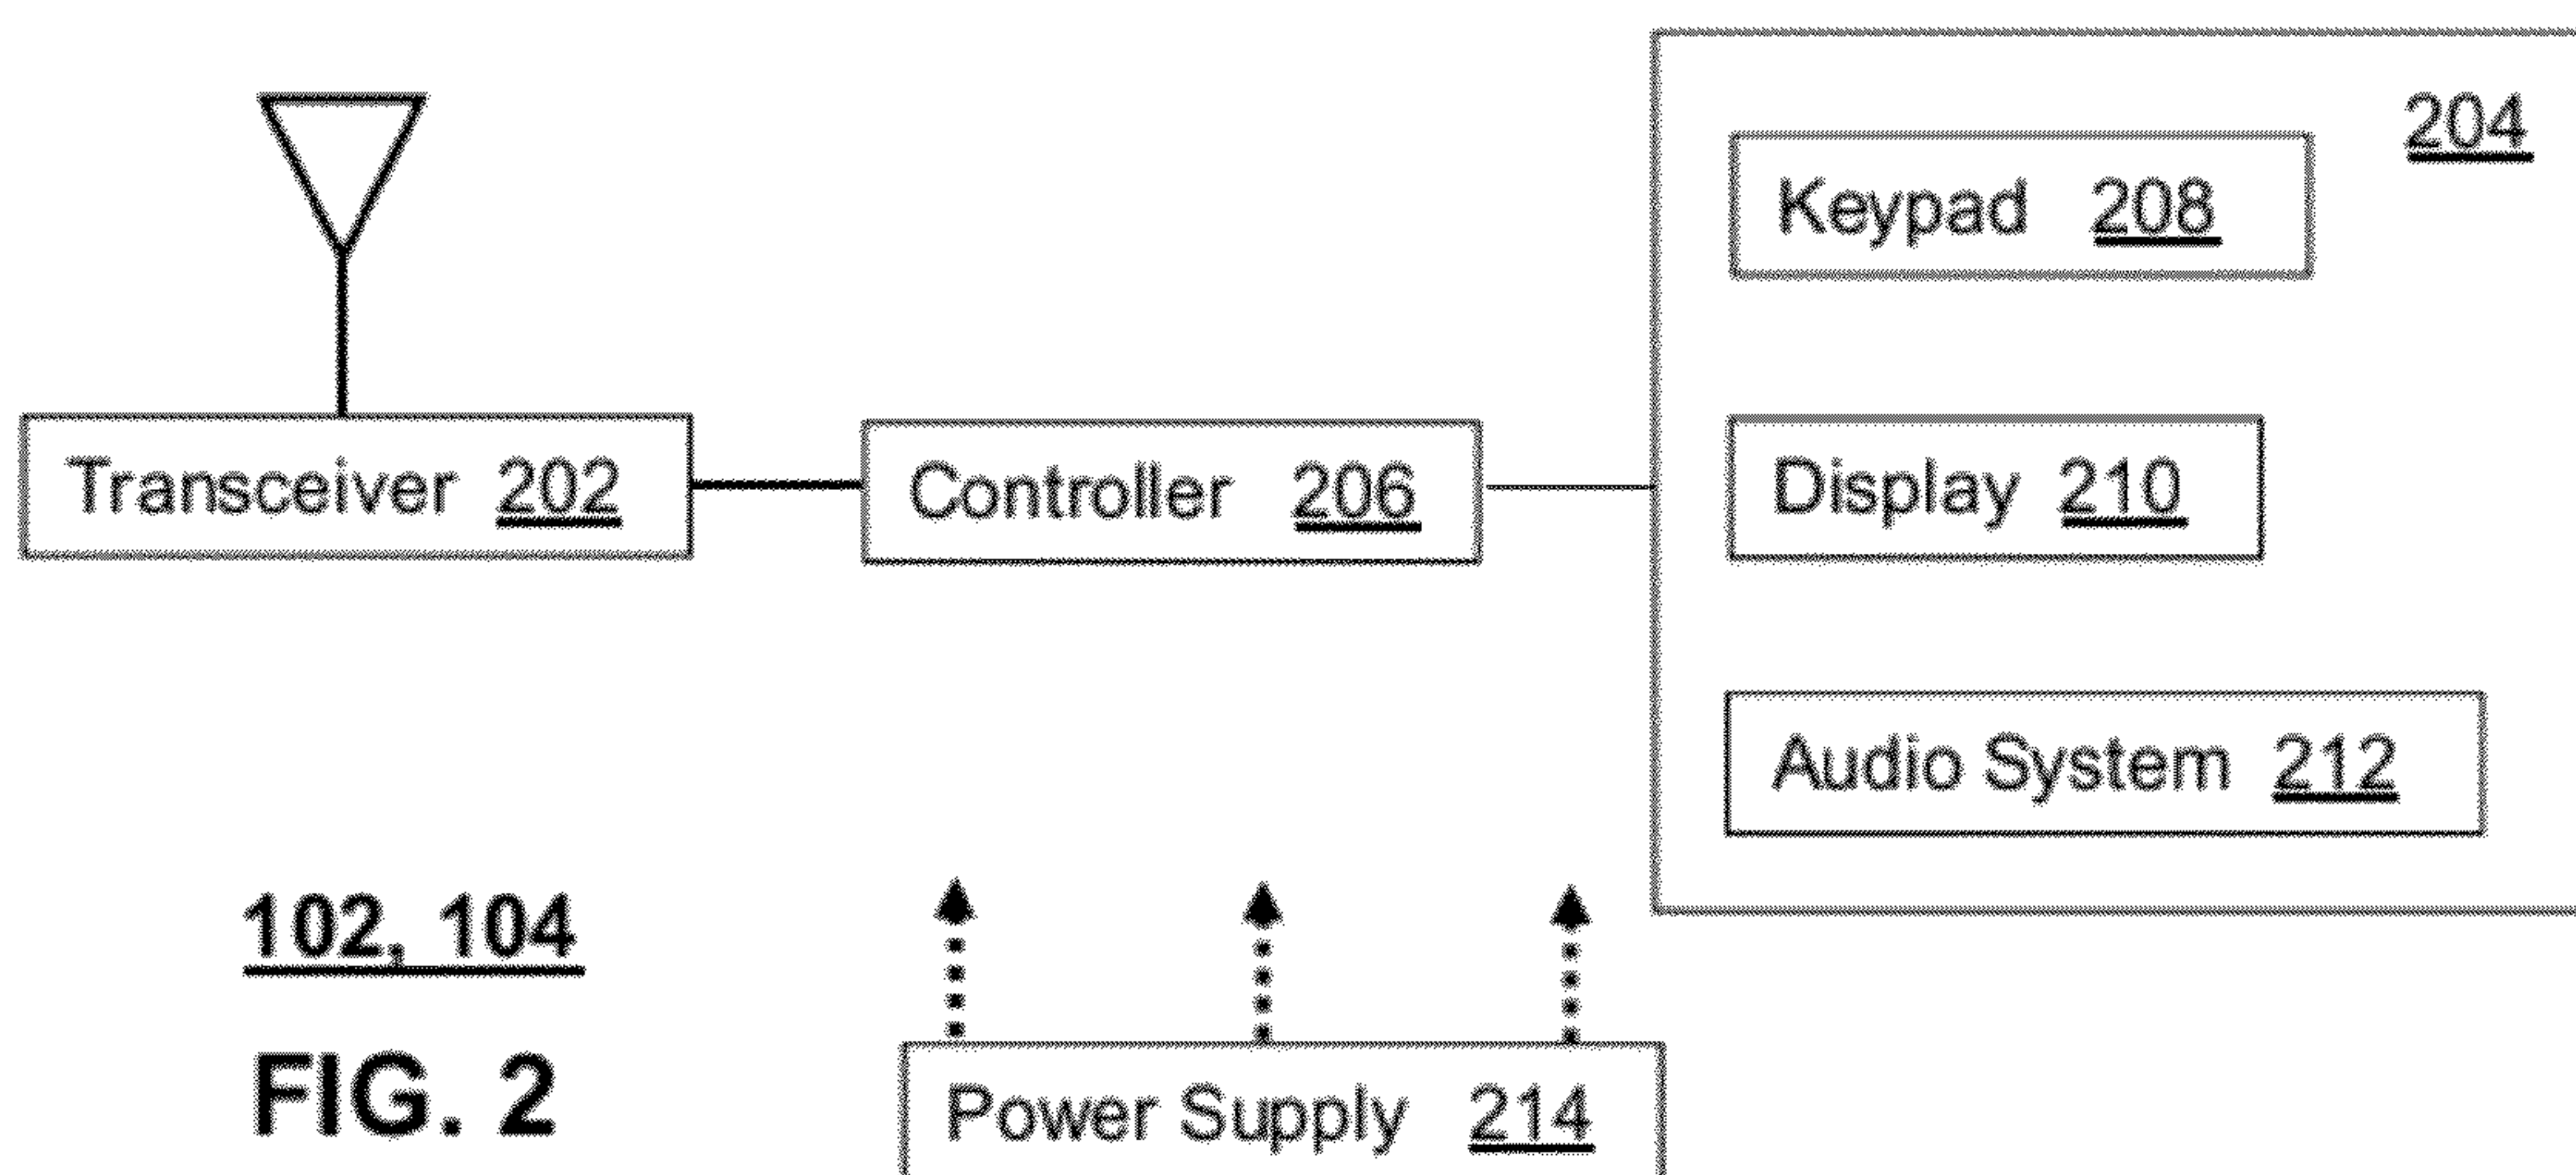 204
Keypad 208
Transceiver 202
Controller 206
Display 210
Audio System 212
102, 104
FIG. 2
Power Supply 214